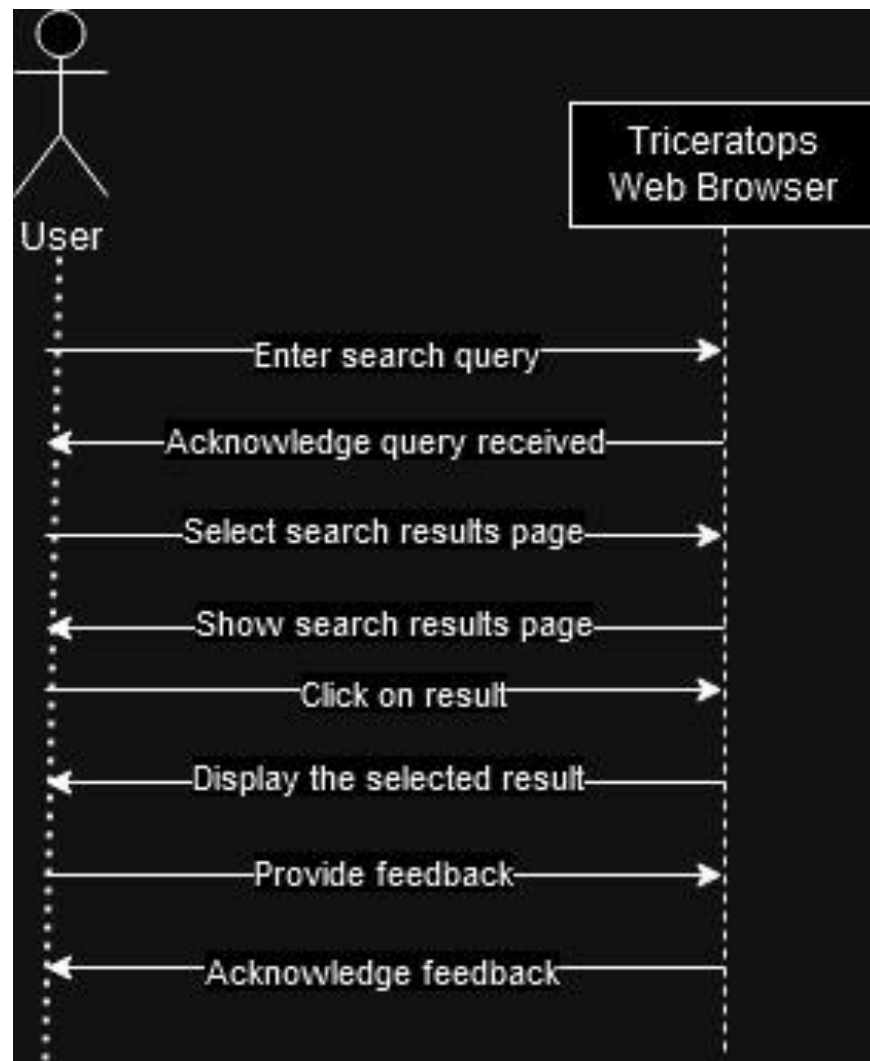 Triceratops
Web Browser
User
Enter search query
Acknowledge query received
Select search results page
Show search results page
Click on result
Display the selected result
Provide feedback
Acknowledge feedback